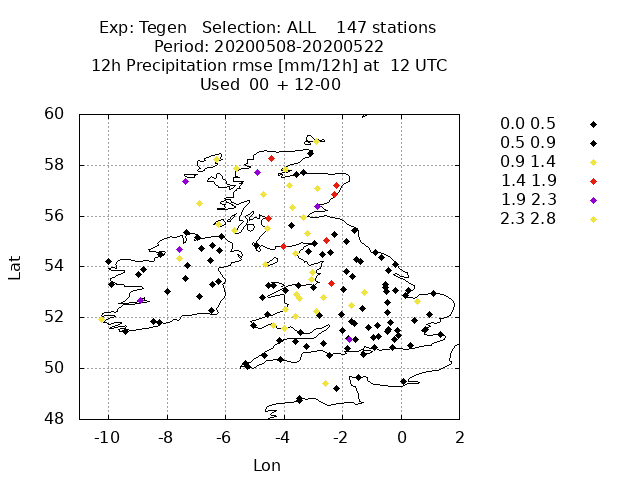 Exp: Tegen Selection: ALL 147 stations
Period: 20200508-20200522
12h Precipitation rmse [mm/12h] at 12 UTC
Used 00 + 12-00
60
58
56
54
52
50
48
-10 -8 -6 -4 -2 0 2
Lat
Lon
0.0 0.5
0.5 0.9
0.9 1.4
1.4 1.9
1.9 2.3
2.3 2.8